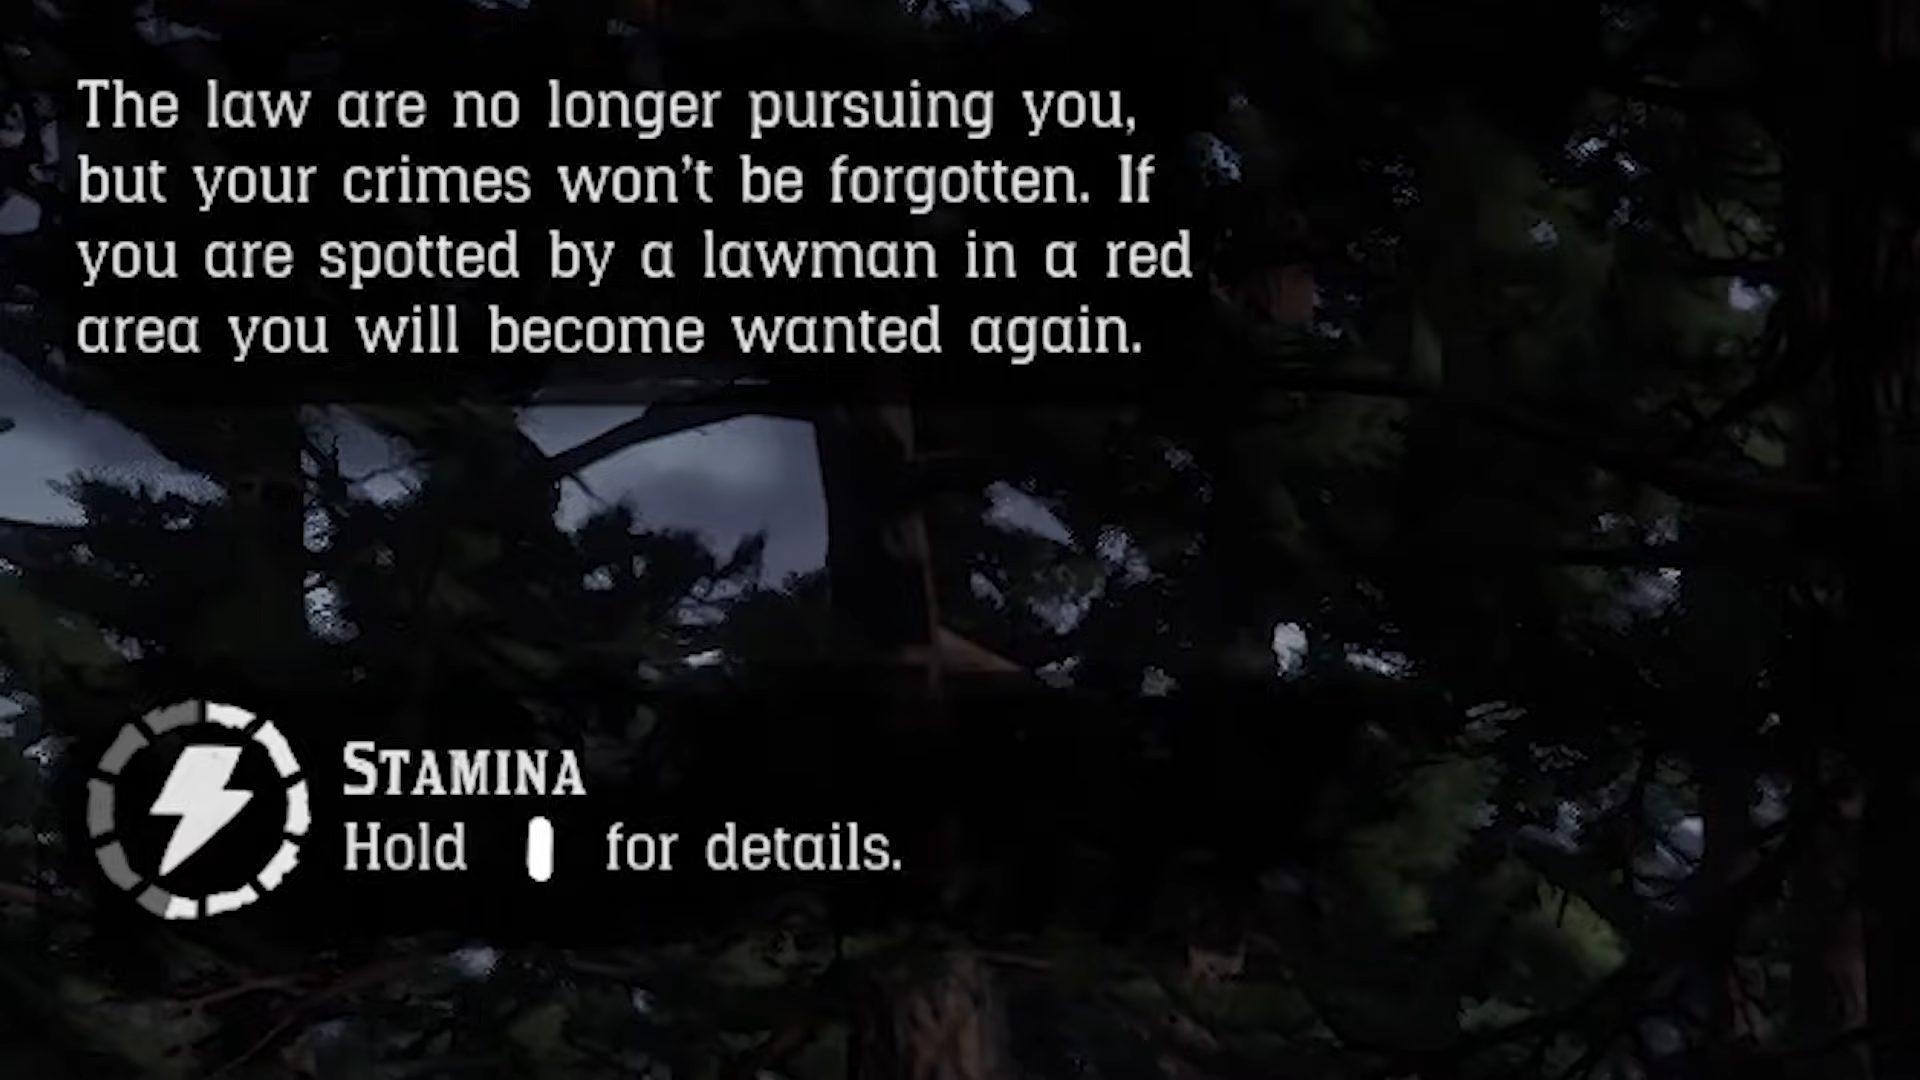 The law are no longer pursuing you,
but your crimes won't be forgotten. If
you are spotted by a lawman in a red
area you will become wanted again.
STAMINA
Hold for details.